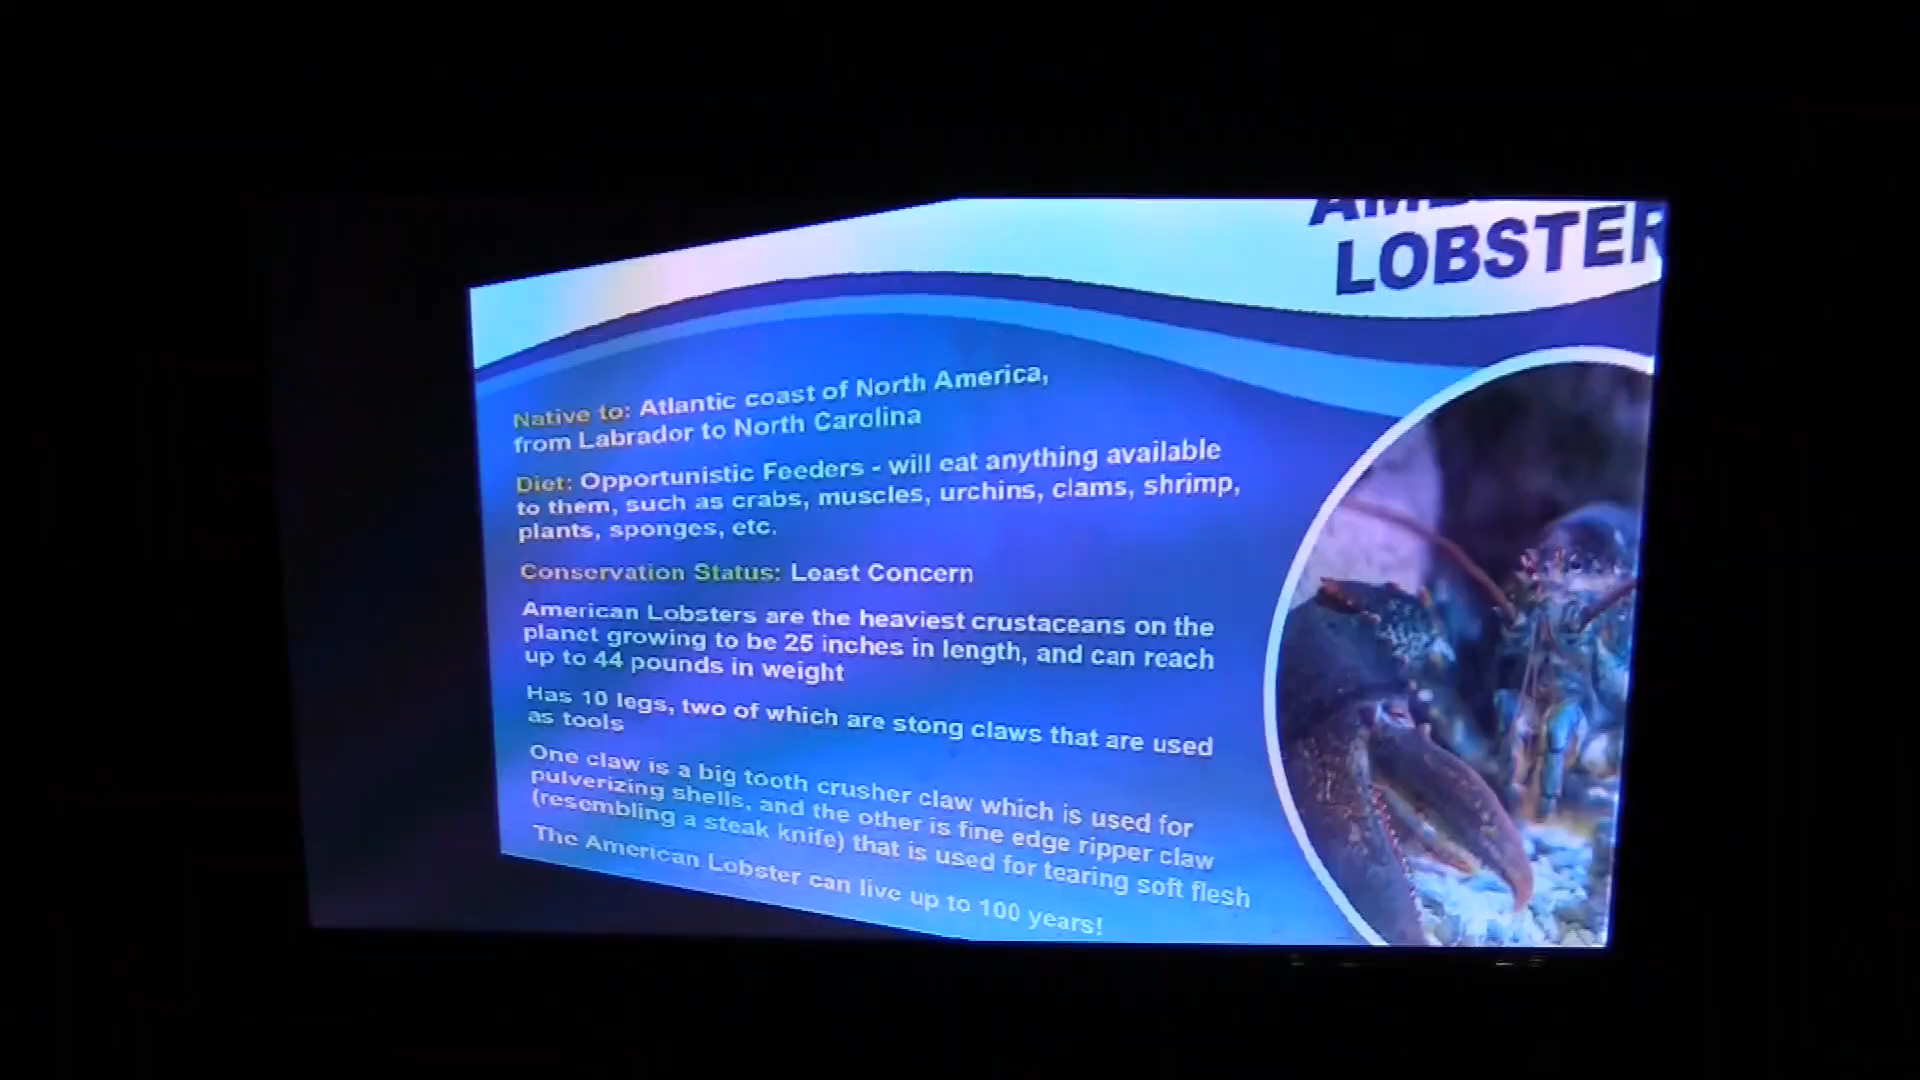 LOBSTER
Native to: Atlantic coast of North America,
from Labrador to North Carolina
Diet: Opportunistic Feeders - will eat anything available
to them, such as crabs, muscles, urchins, clams, shrimp,
plants, sponges, etc.
Conservation Status: Least Concern
American Lobsters are the heaviest crustaceans on the
planet growing to be 25 inches in length, and can reach
up to 44 pounds in weight
Has 10 legs, two of which are stong claws that are used
as tools
One claw is a big tooth crusher claw which is used for
pulverizing shells, and the other is fine edge ripper claw
(resembling a steak knife) that is used for tearing soft flesh
The American Lobster can live up to 100 years!